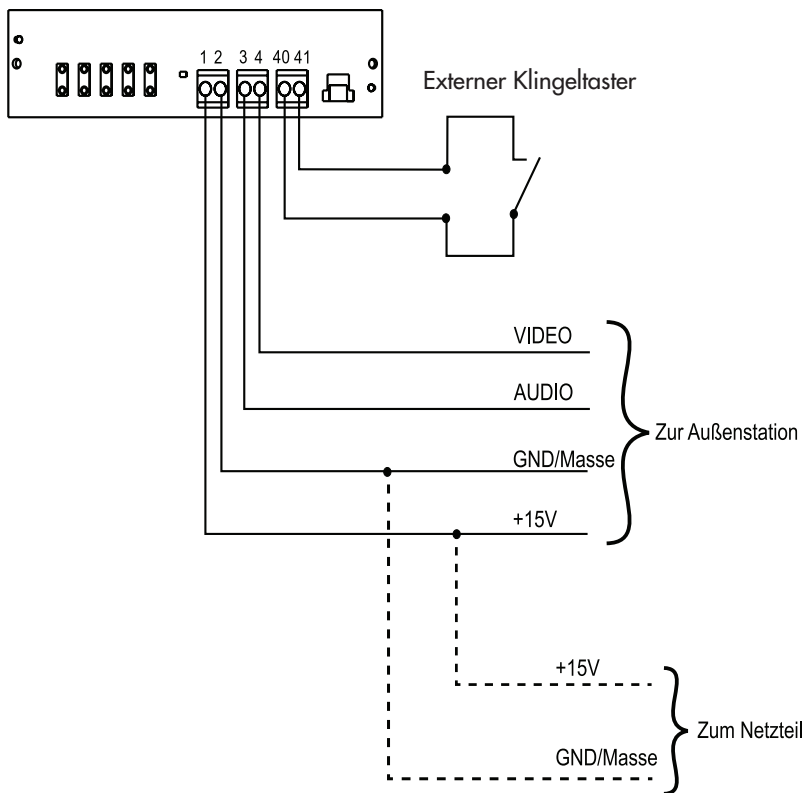 1 2 3 4 40 41
Externer Klingeltaster
VIDEO
AUDIO
Zur Außenstation
GND/Masse
+15V
+15V
Zum Netzteil
GND/Masse